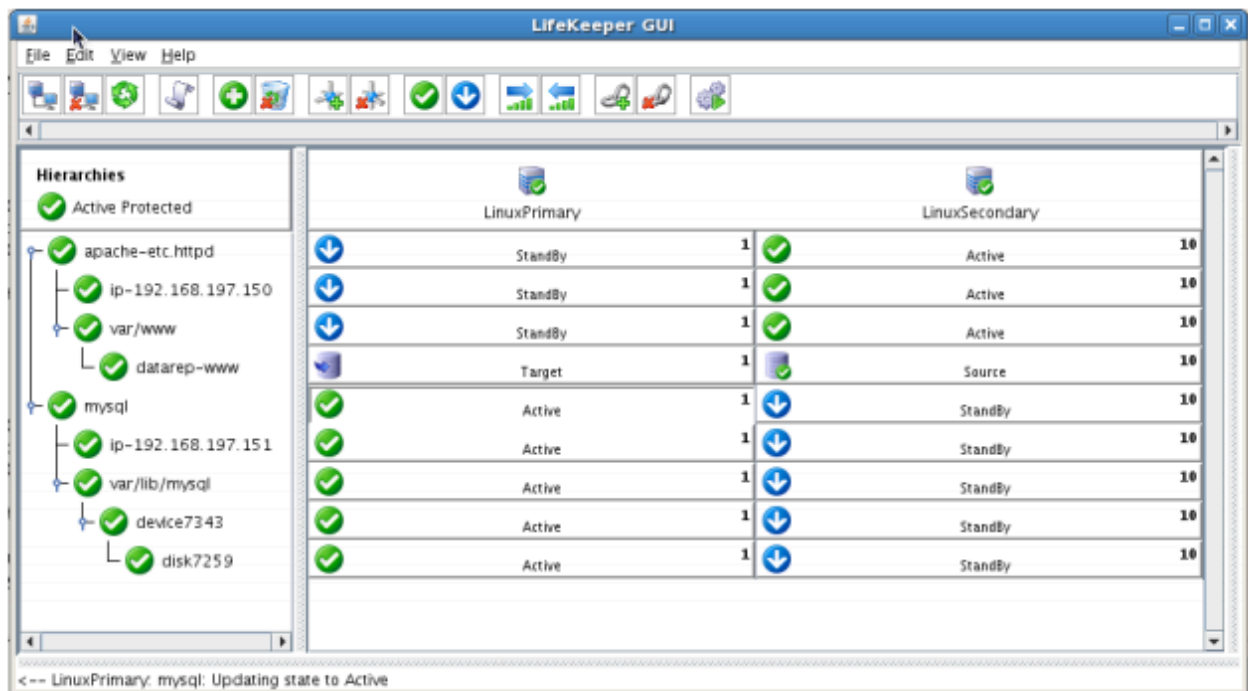 LifeKeeper GUI
File Edit View Help
Hierarchies
Active Protected
LinuxPrimary LinuxSecondary
apache-etc.httpd StandBy 1 Active 10
ip-192.168.197.150 StandBy 1 Active 10
var/www StandBy 1 Active 10
datarep-www Target 1 Source 10
mysql Active 1 StandBy 10
ip-192.168.197.151 Active 1 StandBy 10
var/lib/mysql Active 1 StandBy 10
device7343 Active 1 StandBy 10
disk7259 Active 1 StandBy 10
<-- LinuxPrimary: mysql: Updating state to Active